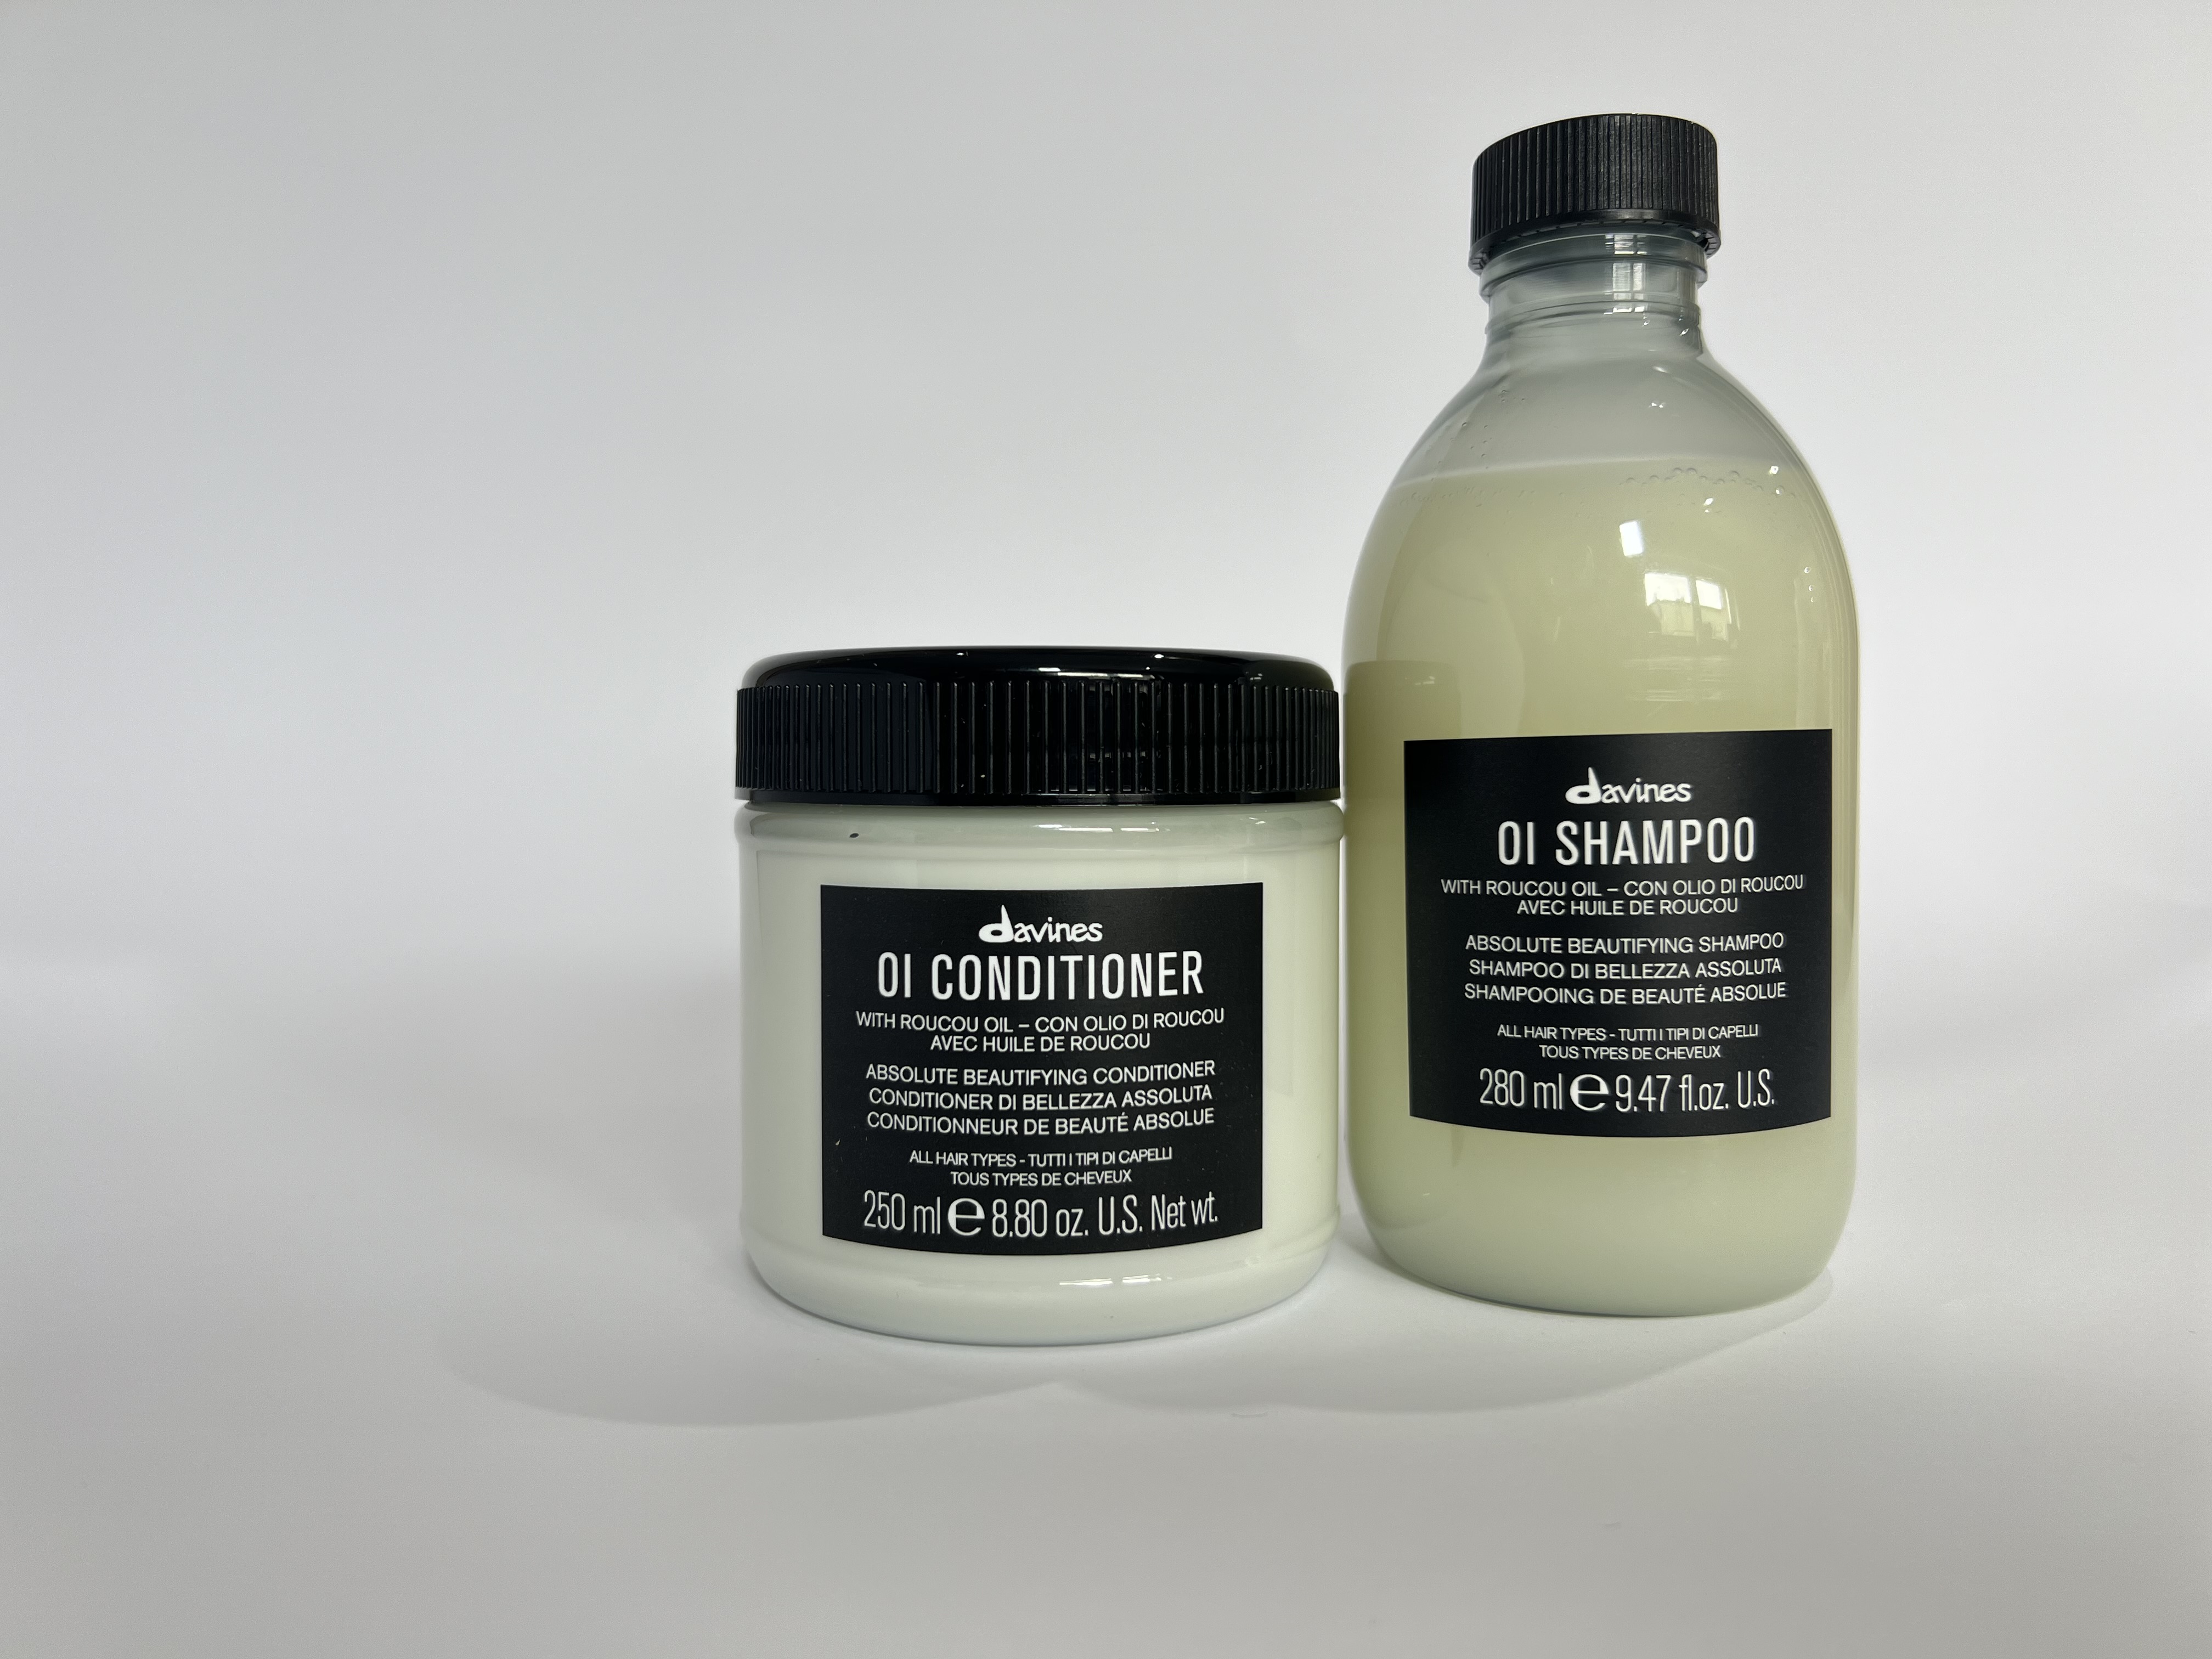 davines
OI CONDITIONER
WITH ROUCOU OIL – CON OLIO DI ROUCOU
AVEC HUILE DE ROUCOU
ABSOLUTE BEAUTIFYING CONDITIONER
CONDITIONER DI BELLEZZA ASSOLUTA
CONDITIONNEUR DE BEAUTÉ ABSOLUE
ALL HAIR TYPES - TUTTI I TIPI DI CAPELLI
TOUS TYPES DE CHEVEUX
250 ml e 8.80 oz. U.S. Net wt.
davines
OI SHAMPOO
WITH ROUCOU OIL – CON OLIO DI ROUCOU
AVEC HUILE DE ROUCOU
ABSOLUTE BEAUTIFYING SHAMPOO
SHAMPOO DI BELLEZZA ASSOLUTA
SHAMPOOING DE BEAUTÉ ABSOLUE
ALL HAIR TYPES - TUTTI I TIPI DI CAPELLI
TOUS TYPES DE CHEVEUX
280 ml e 9.47 fl.oz. U.S.